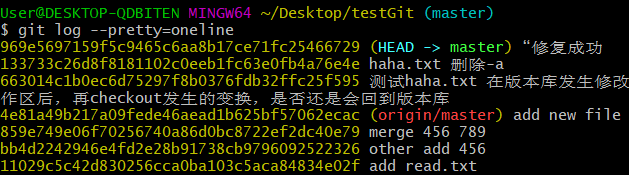 User@DESKTOP-QDBITEN MINGW64 ~/Desktop/testGit (master)
$ git log --pretty=oneline
969e5697159f5c9465c6aa8b17ce71fc25466729 (HEAD -> master) “修复成功
133733c26d8f8181102c0eeb1fc63e0fb4a76e4e haha.txt 删除-a
663014c1b0ec6d75297f8b0376fdb32ffc25f595 测试haha.txt 在版本库发生修改
作区后，再checkout发生的变换，是否还是会回到版本库
4e81a49b217a09fede46aead1b625bf57062ecac (origin/master) add new file
859e749e06f70256740a86d0bc8722ef2dc40e79 merge 456 789
bb4d2242946e4fd2e28b91738cb9796092522326 other add 456
11029c5c42d830256cca0ba103c5aca84834e02f add read.txt